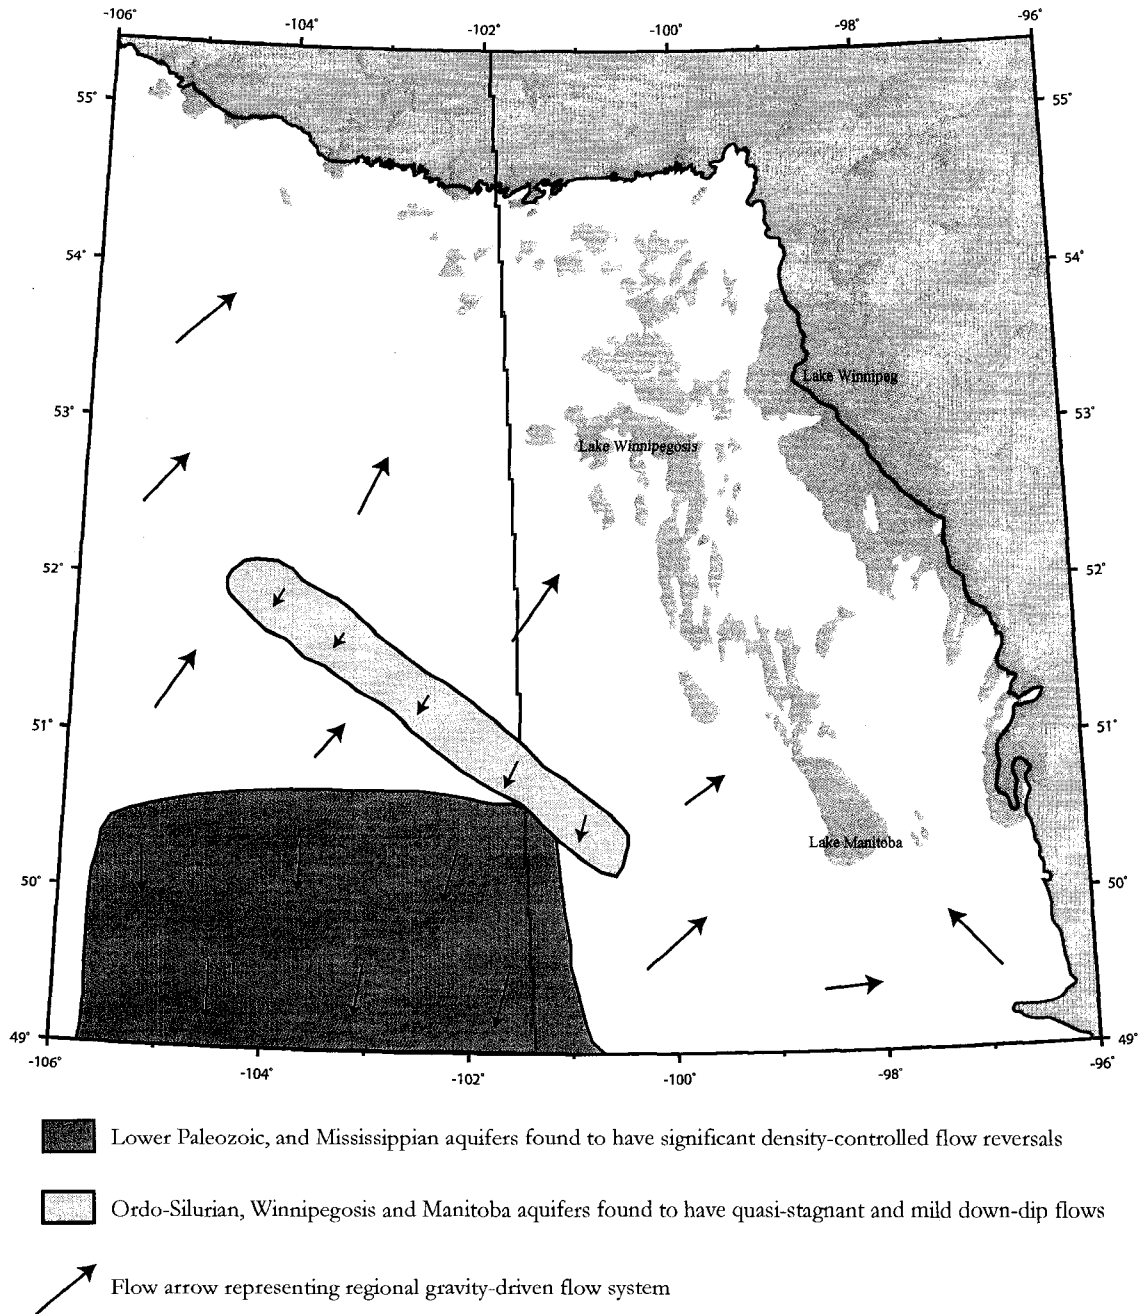 -106° -104° -102° -100° -98° -96°
55° 55°
54° 54°
Lake Winnipeg
53° 53°
Lake Winnipegosis
52° 52°
51° 51°
Lake Manitoba
50° 50°
49° 49°
-106° -104° -102° -100° -98° -96°
Lower Paleozoic, and Mississippian aquifers found to have significant density-controlled flow reversals
Ordo-Silurian, Winnipegosis and Manitoba aquifers found to have quasi-stagnant and mild down-dip flows
Flow arrow representing regional gravity-driven flow system